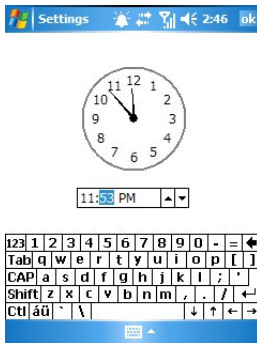 Settings 2:46 ok
11 12 1
10 2
9 3
8 4
7 6 5
11:53 PM
123 1 2 3 4 5 6 7 8 9 0 - =
Tab q w e r t y u i o p [ ]
CAP a s d f g h j k l ; '
Shift z x c v b n m , . /
Ctl áü ` \